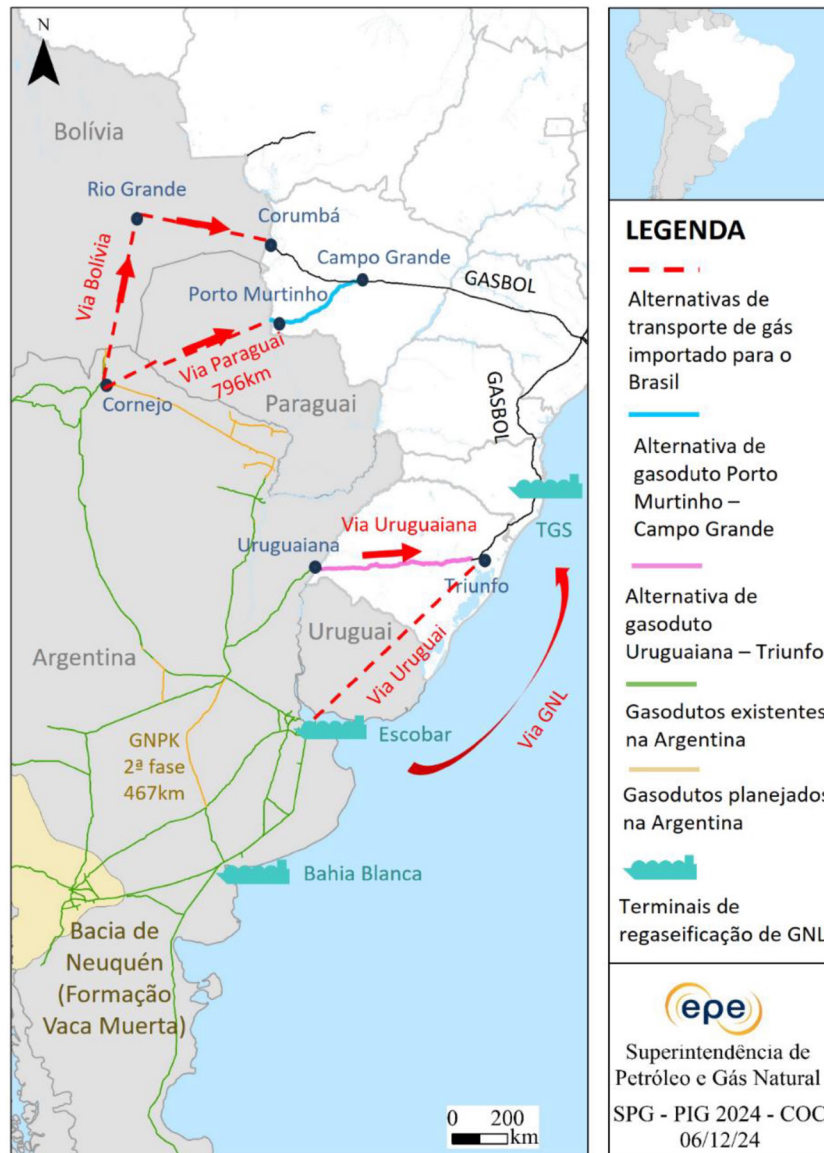 N
Bolívia
Rio Grande
Corumbá
Campo Grande
GASBOL
Porto Murtinho
Via Bolívia
Via Paraguai
796km
Cornejo
Paraguai
GASBOL
TGS
Via Uruguaiana
Uruguaiana
Triunfo
Uruguai
Via Uruguai
Argentina
Via GNL
GNPK
2ª fase
467km
Escobar
Bahia Blanca
Bacia de
Neuquén
(Formação
Vaca Muerta)
0 200
km
LEGENDA
Alternativas de
transporte de gás
importado para o
Brasil
Alternativa de
gasoduto Porto
Murtinho –
Campo Grande
Alternativa de
gasoduto
Uruguaiana – Triunfo
Gasodutos existentes
na Argentina
Gasodutos planejados
na Argentina
Terminais de
regaseificação de GNL
epe
Superintendência de
Petróleo e Gás Natural
SPG - PIG 2024 - COC
06/12/24